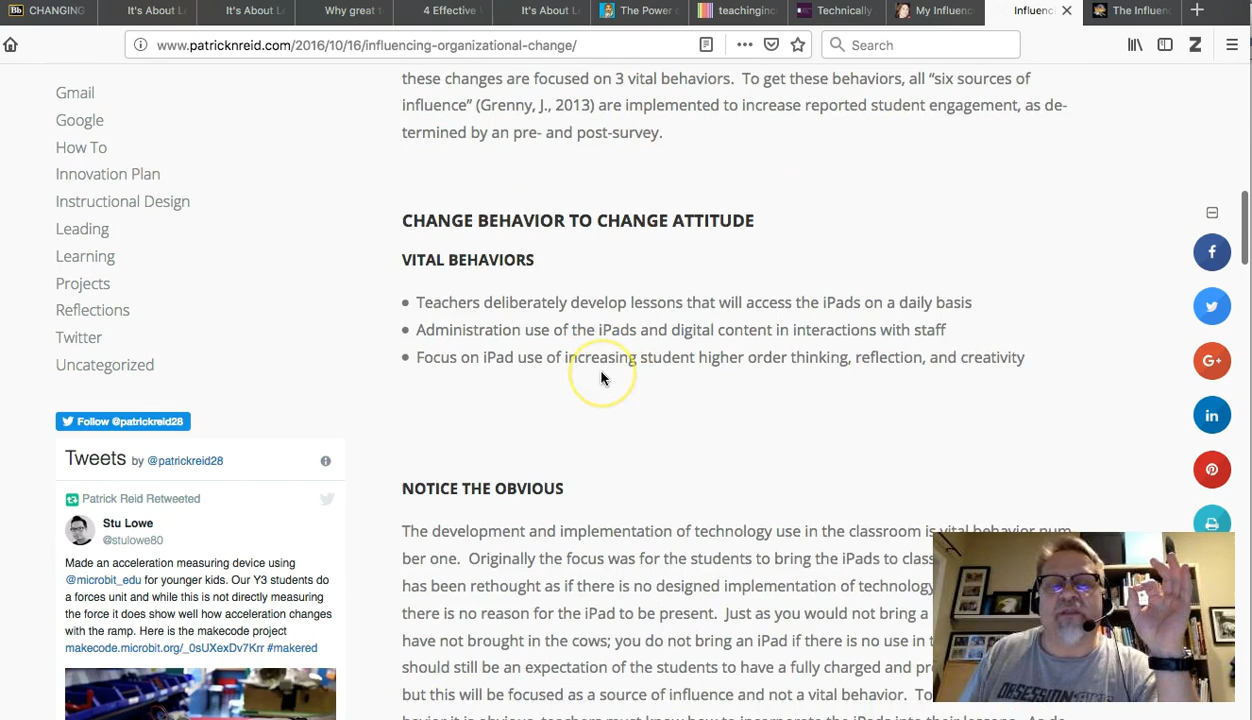 Bb CHANGING
It's About Le
It's About Le
Why great t
4 Effective
It's About L
The Power o
teachinginc
Technically
My Influenc
Influenci
The Influenc
www.patricknreid.com/2016/10/16/influencing-organizational-change/
Search
these changes are focused on 3 vital behaviors. To get these behaviors, all “six sources of
influence” (Grenny, J., 2013) are implemented to increase reported student engagement, as de-
termined by an pre- and post-survey.
CHANGE BEHAVIOR TO CHANGE ATTITUDE
VITAL BEHAVIORS
Teachers deliberately develop lessons that will access the iPads on a daily basis
Administration use of the iPads and digital content in interactions with staff
Focus on iPad use of increasing student higher order thinking, reflection, and creativity
NOTICE THE OBVIOUS
The development and implementation of technology use in the classroom is vital behavior num-
ber one. Originally the focus was for the students to bring the iPads to clas
has been rethought as if there is no designed implementation of technology
there is no reason for the iPad to be present. Just as you would not bring a
have not brought in the cows; you do not bring an iPad if there is no use in t
should still be an expectation of the students to have a fully charged and pr
but this will be focused as a source of influence and not a vital behavior. To
Gmail
Google
How To
Innovation Plan
Instructional Design
Leading
Learning
Projects
Reflections
Twitter
Uncategorized
Follow @patrickreid28
Tweets by @patrickreid28
Patrick Reid Retweeted
Stu Lowe
@stulowe80
Made an acceleration measuring device using
@microbit_edu for younger kids. Our Y3 students do
a forces unit and while this is not directly measuring
the force it does show well how acceleration changes
with the ramp. Here is the makecode project
makecode.microbit.org/_0sUXexDv7Krr #makered
OBSESSION